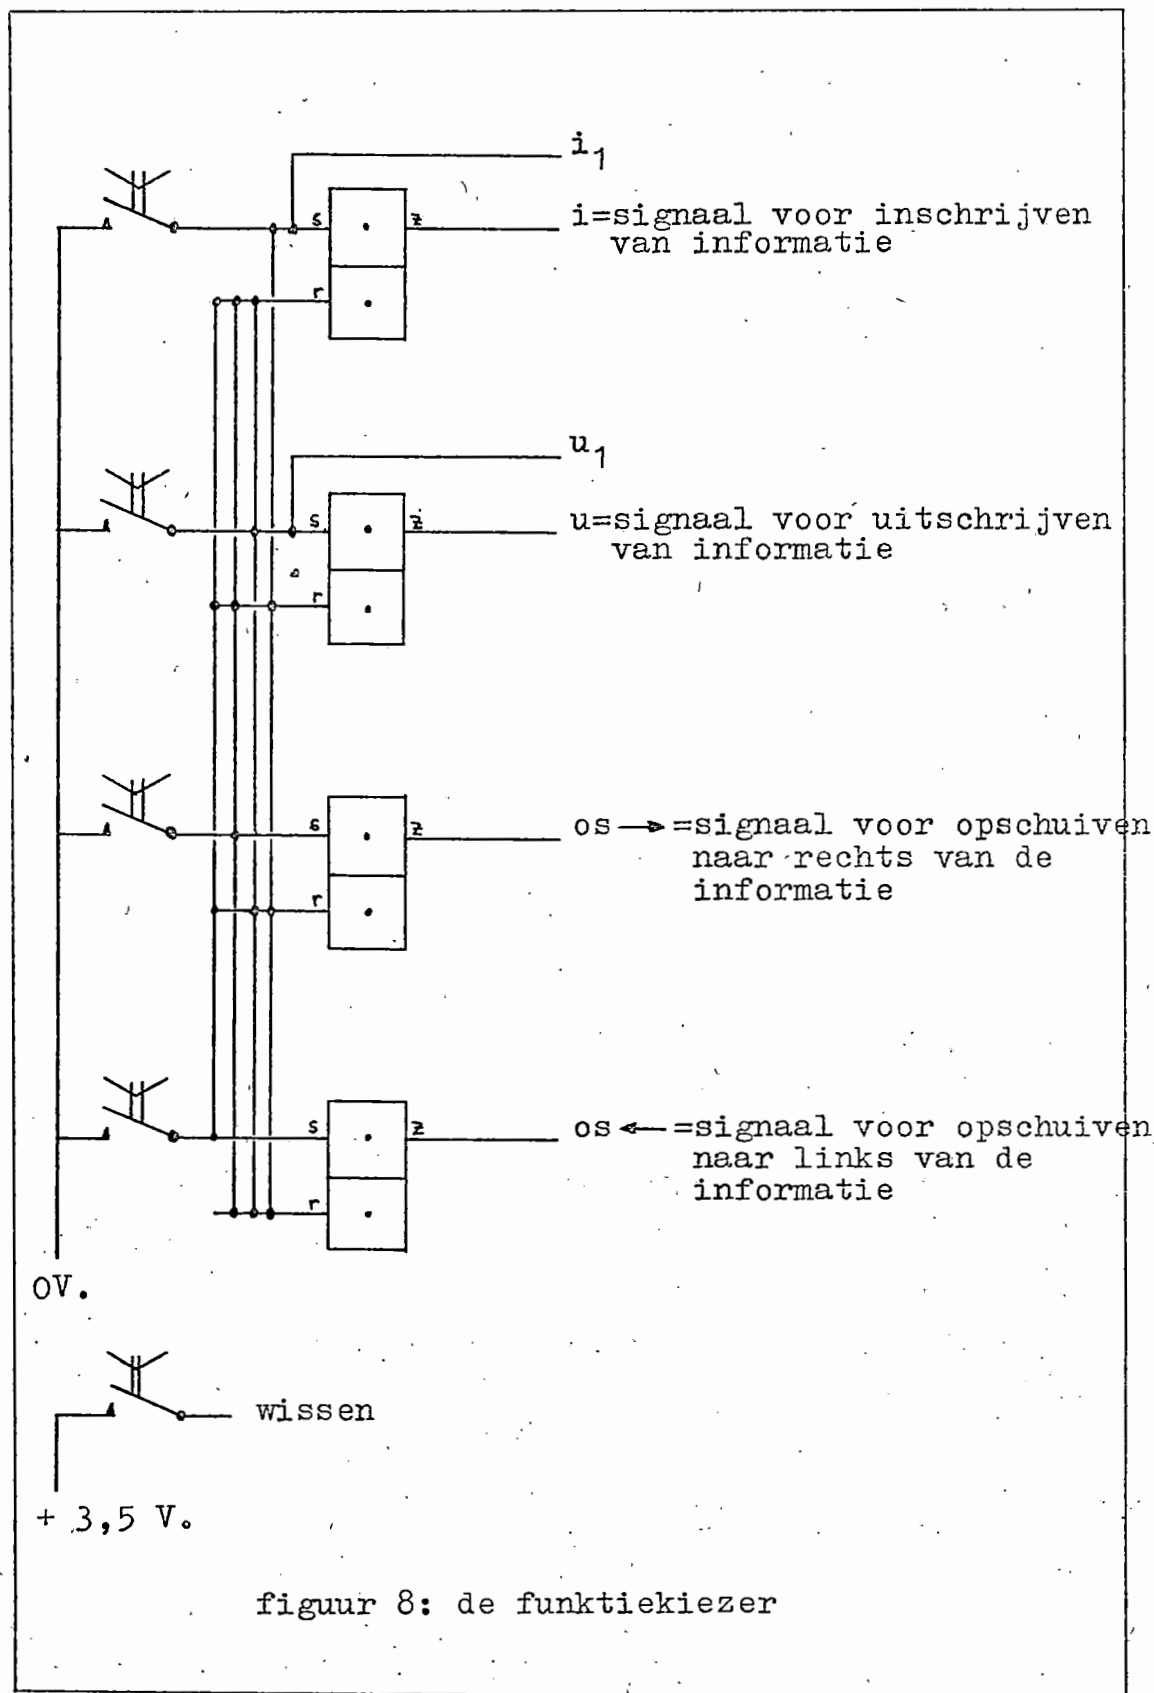 i₁
s z i=signaal voor inschrijven
van informatie
r
u₁
s z u=signaal voor uitschrijven
van informatie
r
s z os → =signaal voor opschuiven
naar rechts van de
informatie
r
s z os ← =signaal voor opschuiven
naar links van de
informatie
r
0V.
wissen
+ 3,5 V.
figuur 8: de funktiekiezer